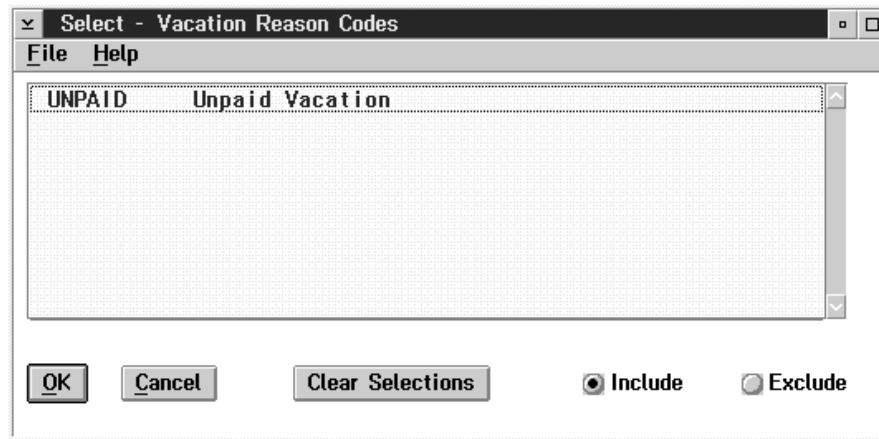 Select - Vacation Reason Codes
File Help
UNPAID Unpaid Vacation
OK Cancel Clear Selections Include Exclude